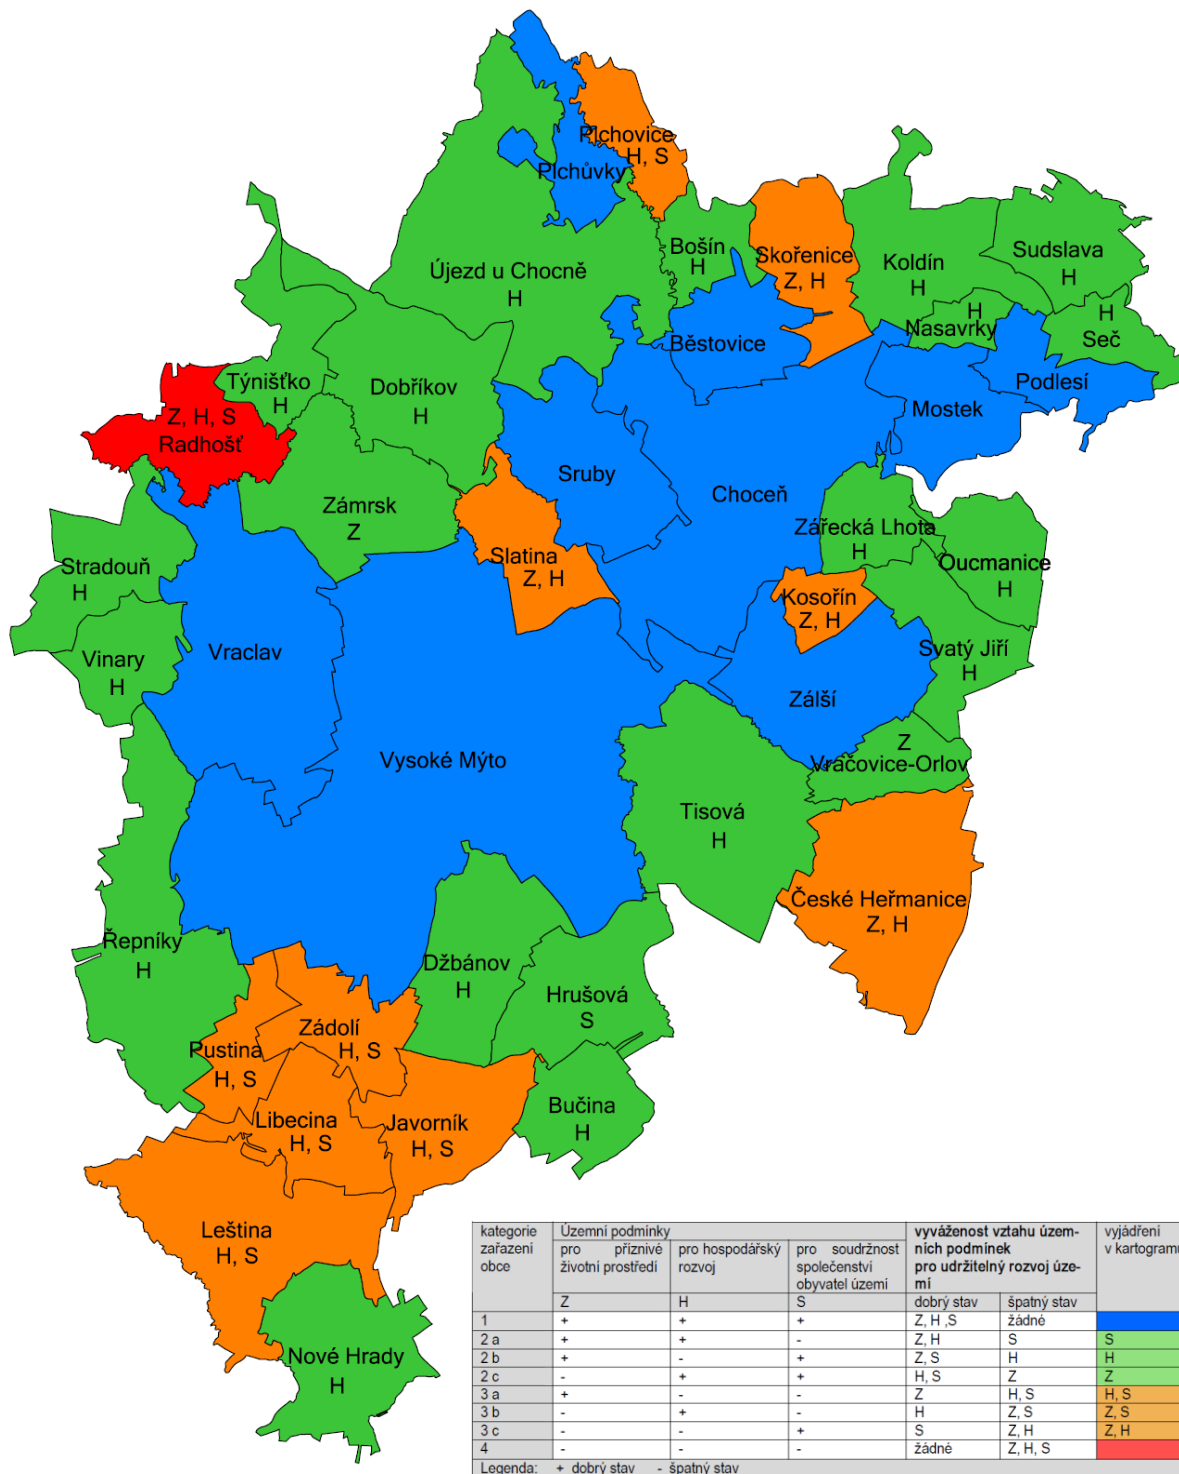 Plchovice
H, S
Plchůvky
Bošín
H
Skořenice
Z, H
Koldín
H
Sudslava
H
Újezd u Chocně
H
H
Nasavrky
H
Seč
Běstovice
Týnišťko
H
Dobříkov
H
Podlesí
Mostek
Z, H, S
Radhošť
Sruby
Choceň
Zámrsk
Z
Zářecká Lhota
H
Slatina
Z, H
Oucmanice
H
Stradouň
H
Kosořín
Z, H
Vinary
H
Vraclav
Svatý Jiří
H
Zálší
Z
Vračovice-Orlov
Vysoké Mýto
Tisová
H
České Heřmanice
Z, H
Řepníky
H
Džbánov
H
Hrušová
S
Zádolí
H, S
Pustina
H, S
Bučina
H
Libecina
H, S
Javorník
H, S
Leština
H, S
Nové Hrady
H
kategorie zařazení obce
Územní podmínky
vyváženost vztahu územ-
ních podmínek
pro udržitelný rozvoj úze-
mí
vyjádření
v kartogramu
pro příznivé
životní prostředí
pro hospodářský
rozvoj
pro soudržnost
společenství
obyvatel území
Z H S dobrý stav špatný stav
1 + + + Z, H ,S žádné
2 a + + - Z, H S S
2 b + - + Z, S H H
2 c - + + H, S Z Z
3 a + - - Z H, S H, S
3 b - + - H Z, S Z, S
3 c - - + S Z, H Z, H
4 - - - žádné Z, H, S
Legenda: + dobrý stav - špatný stav